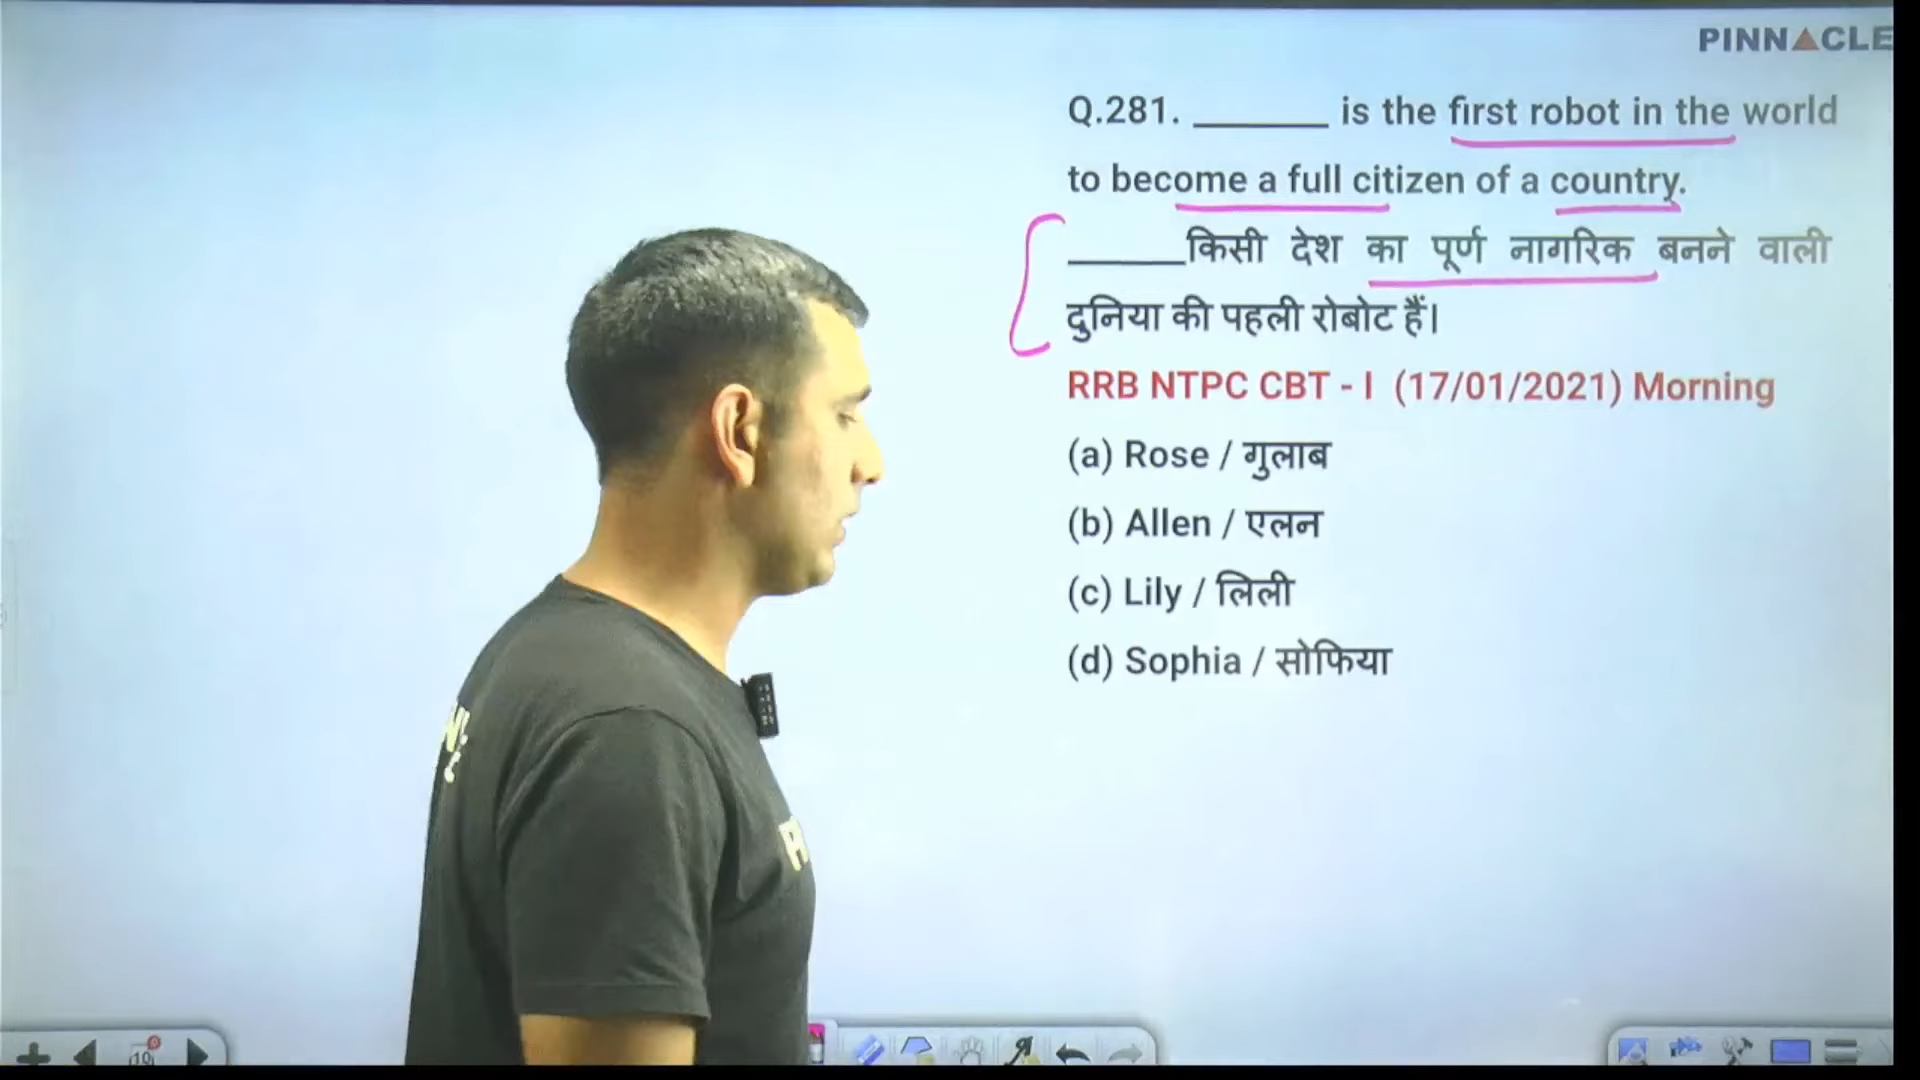 PINNACLE
Q.281. _______ is the first robot in the world
to become a full citizen of a country.
______किसी देश का पूर्ण नागरिक बनने वाली
दुनिया की पहली रोबोट हैं।
RRB NTPC CBT - I (17/01/2021) Morning
(a) Rose / गुलाब
(b) Allen / एलन
(c) Lily / लिली
(d) Sophia / सोफिया